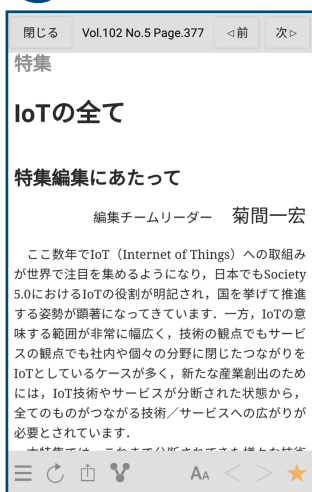 閉じる Vol.102 No.5 Page.377 ◃前 次▹
特集
IoTの全て
特集編集にあたって
編集チームリーダー 菊間一宏
ここ数年でIoT（Internet of Things）への取組み
が世界で注目を集めるようになり，日本でもSociety
5.0におけるIoTの役割が明記され，国を挙げて推進
する姿勢が顕著になってきています．一方，IoTの意
味する範囲が非常に幅広く，技術の観点でもサービ
スの観点でも社内や個々の分野に閉じたつながりを
IoTとしているケースが多く，新たな産業創出のため
には，IoT技術やサービスが分断された状態から，
全てのものがつながる技術／サービスへの広がりが
必要とされています．
AA